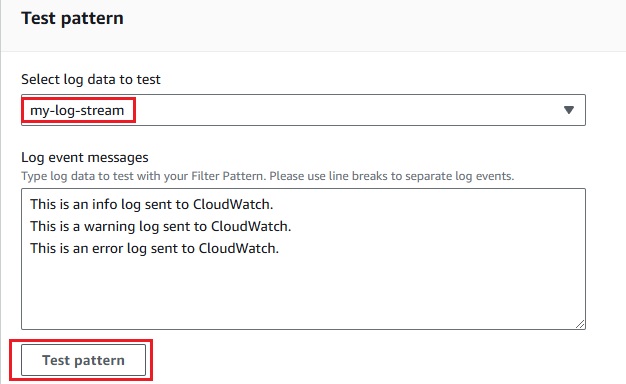 Test pattern
Select log data to test
my-log-stream
Log event messages
Type log data to test with your Filter Pattern. Please use line breaks to separate log events.
This is an info log sent to CloudWatch.
This is a warning log sent to CloudWatch.
This is an error log sent to CloudWatch.
Test pattern